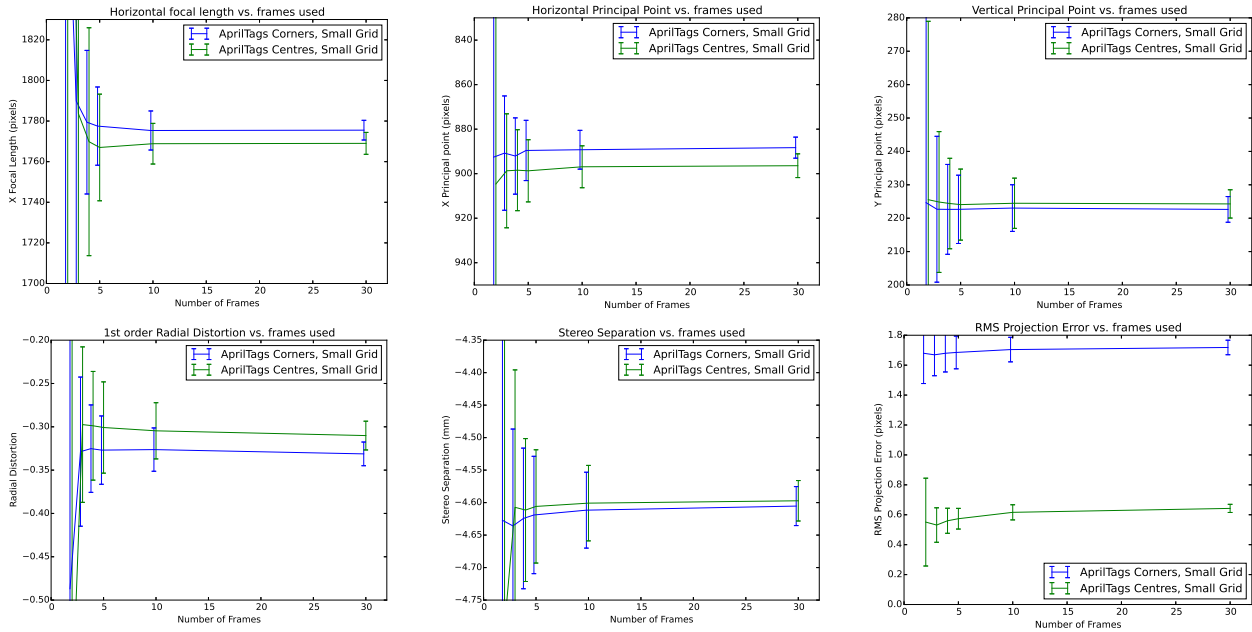 Horizontal focal length vs. frames used
AprilTags Corners, Small Grid
AprilTags Centres, Small Grid
X Focal Length (pixels)
1820
1800
1780
1760
1740
1720
1700
0 5 10 15 20 25 30
Number of Frames
Horizontal Principal Point vs. frames used
AprilTags Corners, Small Grid
AprilTags Centres, Small Grid
X Principal point (pixels)
840
860
880
900
920
940
0 5 10 15 20 25 30
Number of Frames
Vertical Principal Point vs. frames used
AprilTags Corners, Small Grid
AprilTags Centres, Small Grid
Y Principal point (pixels)
280
270
260
250
240
230
220
210
200
0 5 10 15 20 25 30
Number of Frames
1st order Radial Distortion vs. frames used
AprilTags Corners, Small Grid
AprilTags Centres, Small Grid
Radial Distortion
−0.20
−0.25
−0.30
−0.35
−0.40
−0.45
−0.50
0 5 10 15 20 25 30
Number of Frames
Stereo Separation vs. frames used
AprilTags Corners, Small Grid
AprilTags Centres, Small Grid
Stereo Separation (mm)
−4.35
−4.40
−4.45
−4.50
−4.55
−4.60
−4.65
−4.70
−4.75
0 5 10 15 20 25 30
Number of Frames
RMS Projection Error vs. frames used
RMS Projection Error (pixels)
1.8
1.6
1.4
1.2
1.0
0.8
0.6
0.4
0.2
0.0
AprilTags Corners, Small Grid
AprilTags Centres, Small Grid
0 5 10 15 20 25 30
Number of Frames